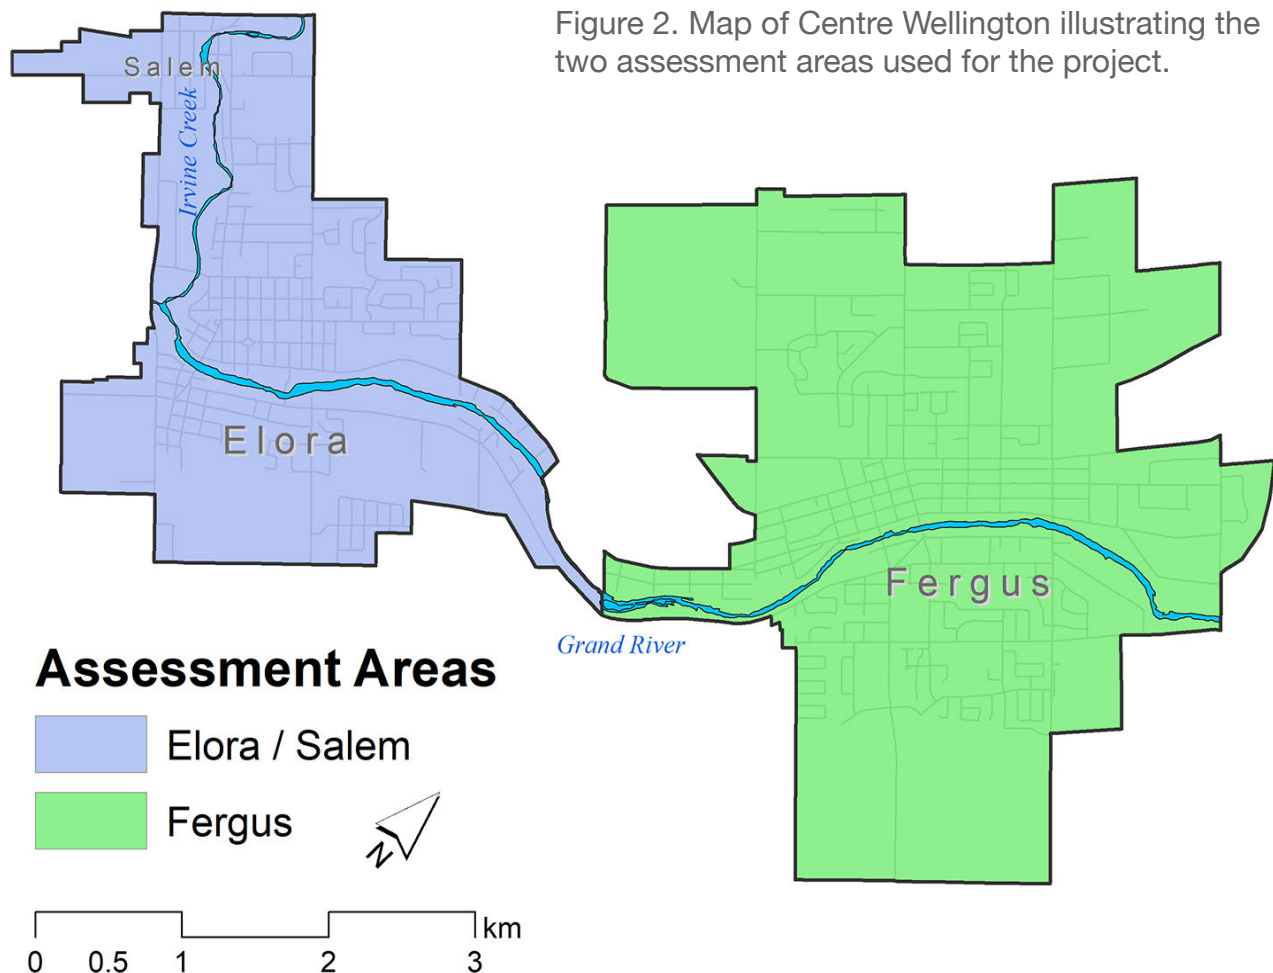 Figure 2. Map of Centre Wellington illustrating the
two assessment areas used for the project.
Salem
Irvine Creek
Elora
Fergus
Grand River
Assessment Areas
Elora / Salem
Fergus
N
km
0 0.5 1 2 3